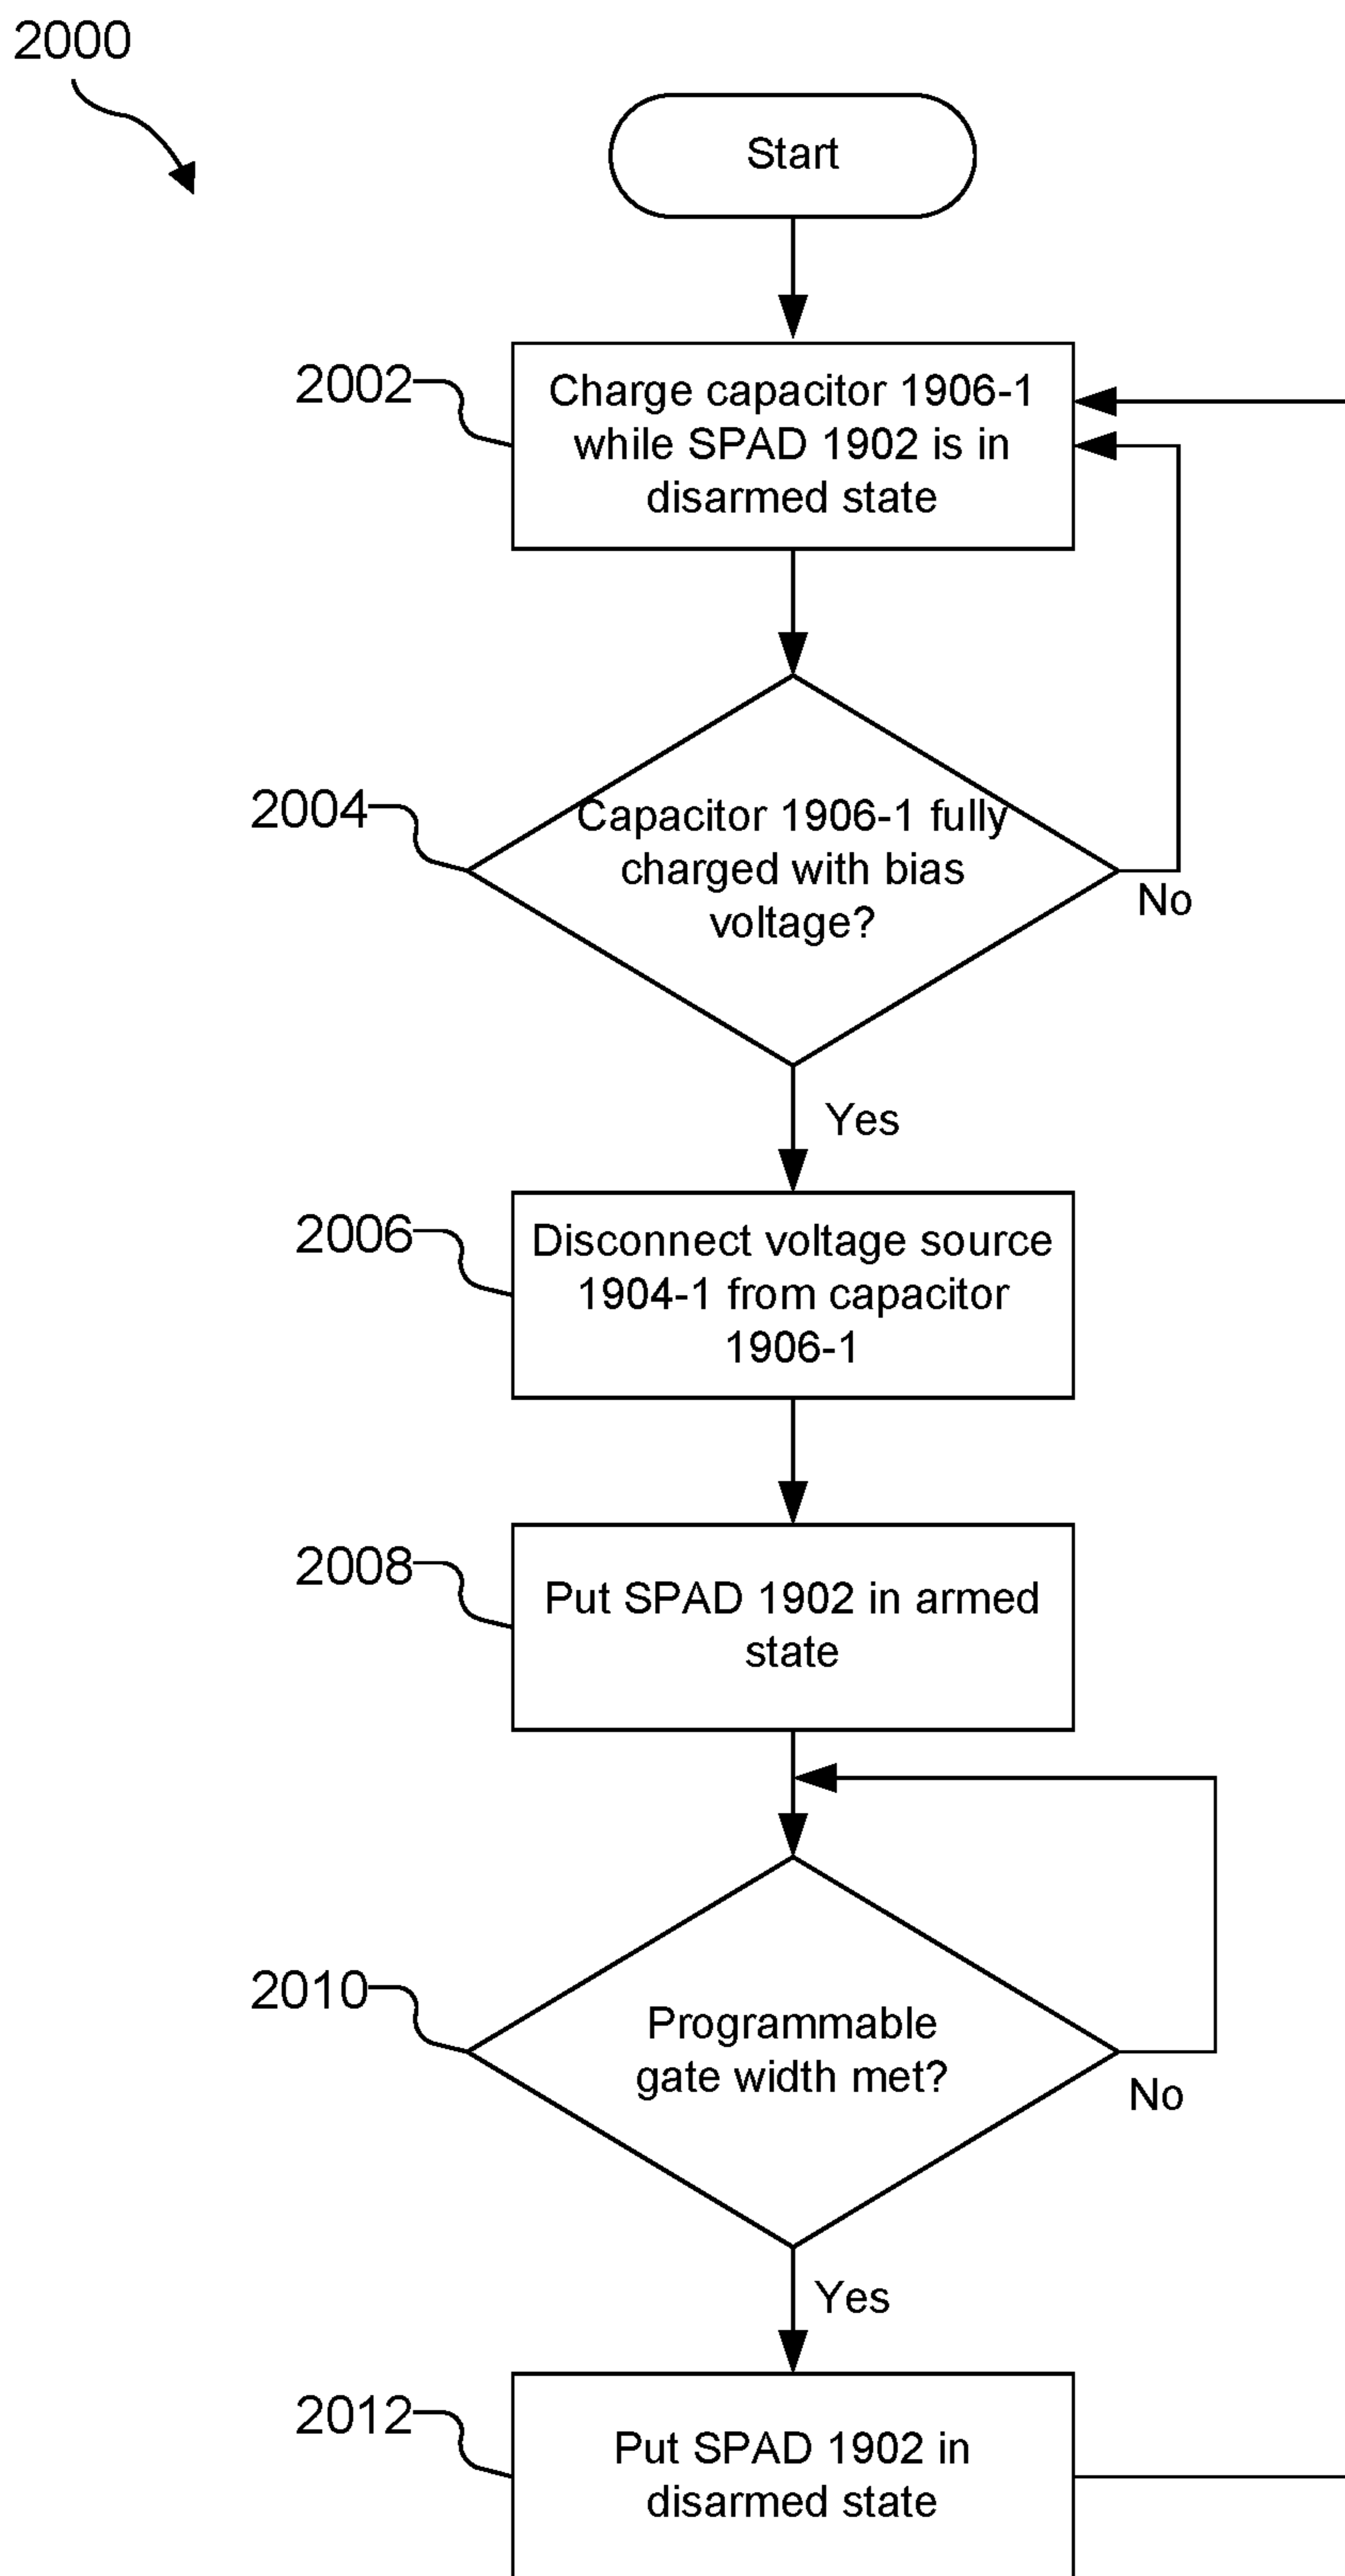 2000
Start
2002
Charge capacitor 1906-1
while SPAD 1902 is in
disarmed state
2004
Capacitor 1906-1 fully
charged with bias
voltage?
No
Yes
2006
Disconnect voltage source
1904-1 from capacitor
1906-1
2008
Put SPAD 1902 in armed
state
2010
Programmable
gate width met?
No
Yes
2012
Put SPAD 1902 in
disarmed state